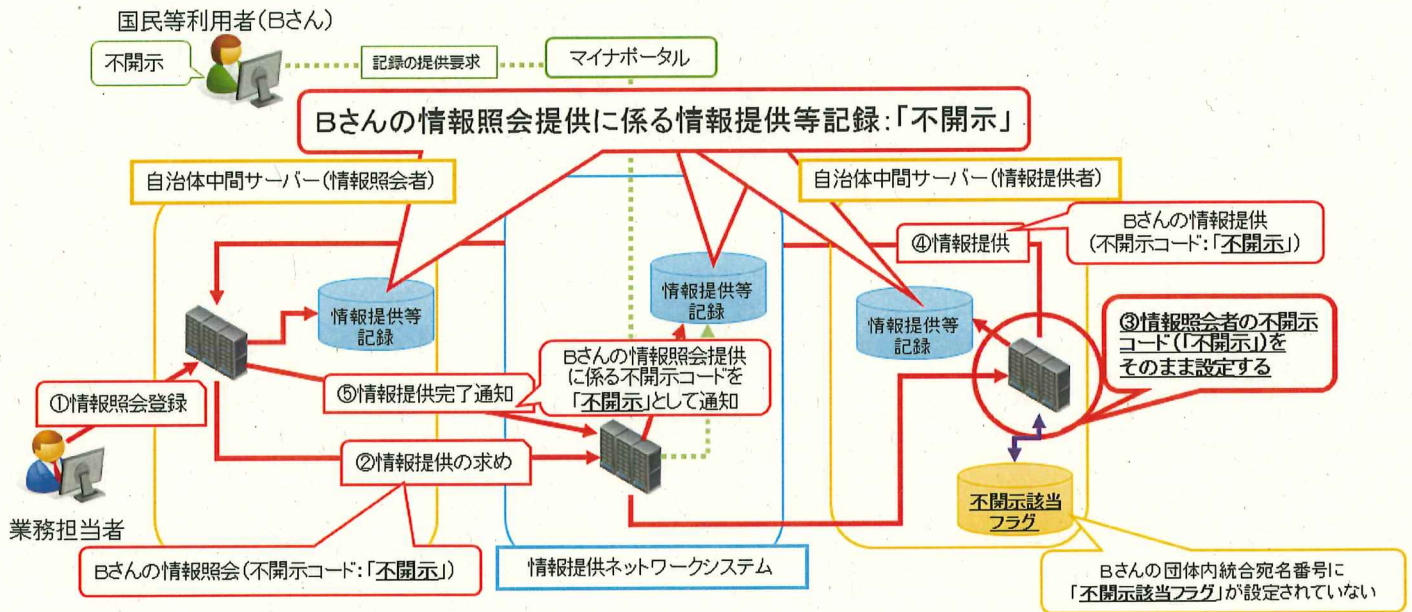 国民等利用者(Bさん)
不開示
記録の提供要求
マイナポータル
Bさんの情報照会提供に係る情報提供等記録:「不開示」
自治体中間サーバー(情報照会者)
自治体中間サーバー(情報提供者)
Bさんの情報提供
(不開示コード:「不開示」)
④情報提供
情報提供等
記録
情報提供等
記録
情報提供等
記録
③情報照会者の不開示
コード(「不開示」)を
そのまま設定する
Bさんの情報照会提供
に係る不開示コードを
「不開示」として通知
①情報照会登録
⑤情報提供完了通知
②情報提供の求め
業務担当者
不開示該当
フラグ
Bさんの情報照会(不開示コード:「不開示」)
情報提供ネットワークシステム
Bさんの団体内統合宛名番号に
「不開示該当フラグ」が設定されていない